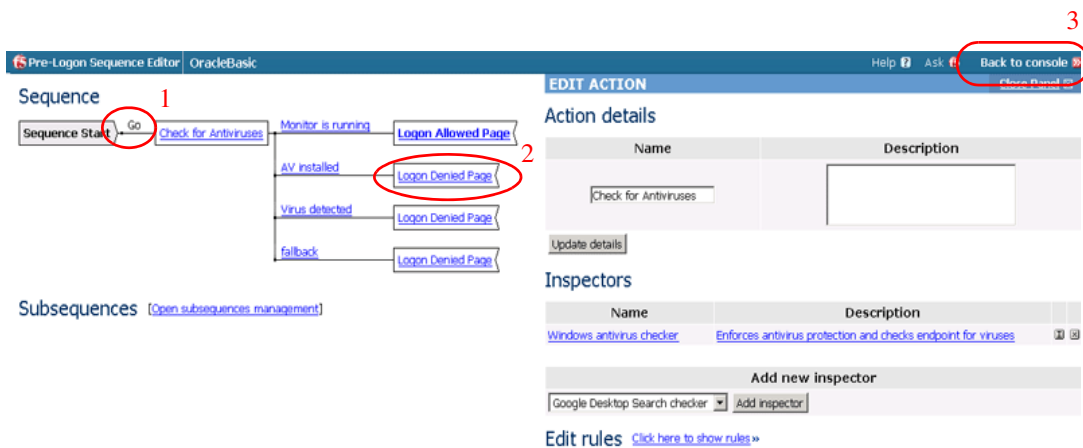 3
Pre-Logon Sequence Editor OracleBasic Help Ask Back to console
Sequence
1
Sequence Start Go Check for Antiviruses Monitor is running Logon Allowed Page
2
AV installed Logon Denied Page
Virus detected Logon Denied Page
fallback Logon Denied Page
Subsequences [Open subsequences management]
EDIT ACTION Close Panel
Action details
Name Description
Check for Antiviruses
Update details
Inspectors
Name Description
Windows antivirus checker Enforces antivirus protection and checks endpoint for viruses
Add new inspector
Google Desktop Search checker Add inspector
Edit rules Click here to show rules »